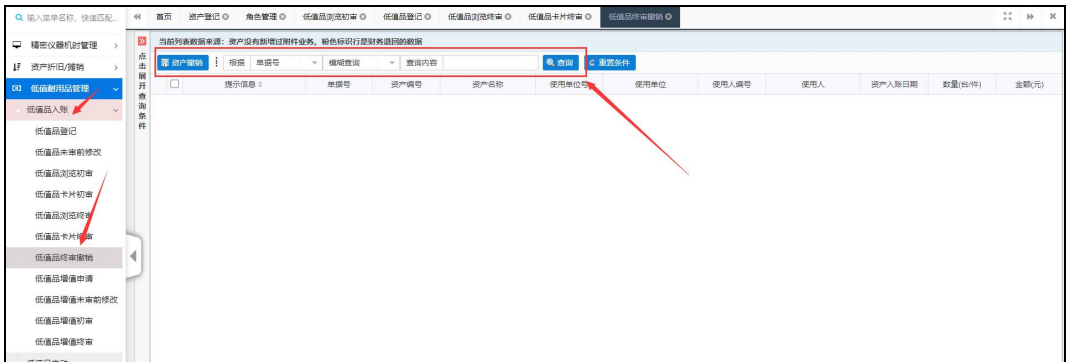 输入菜单名称，快速匹配...
首页 资产登记 角色管理 低值品浏览初审 低值品登记 低值品浏览终审 低值品卡片终审 低值品终审撤销
精密仪器机时管理
资产折旧/摊销
低值耐用品管理
低值品入账
低值品登记
低值品未审前修改
低值品浏览初审
低值品卡片初审
低值品浏览终审
低值品卡片终审
低值品终审撤销
低值品增值申请
低值品增值未审前修改
低值品增值初审
低值品增值终审
点击展开查询条件
当前列表数据来源：资产没有新增过附件业务。粉色标识行是财务退回的数据
资产撤销 根据 单据号 模糊查询 查询内容 查询 重置条件
提示信息 单据号 资产编号 资产名称 使用单位号 使用单位 使用人编号 使用人 资产入账日期 数量(台/件) 金额(元)